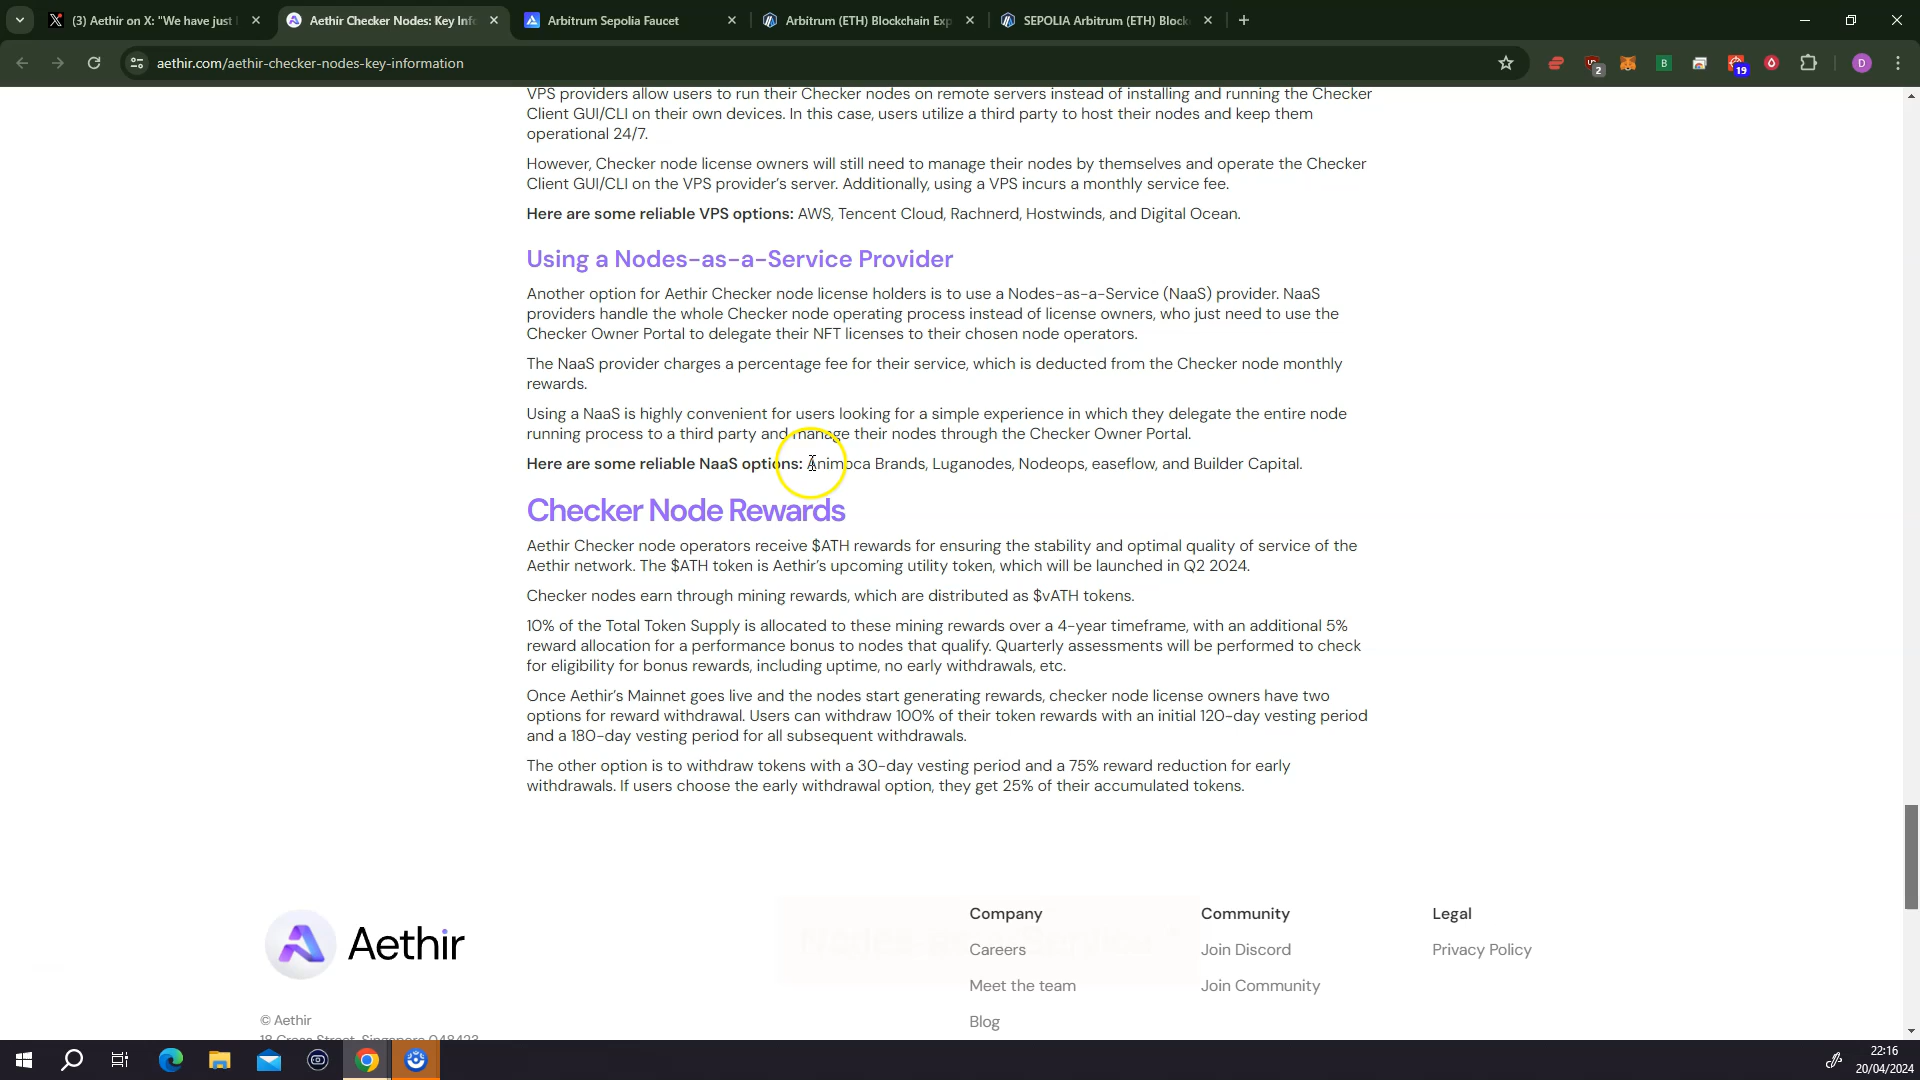 (3) Aethir on X: "We have just
Aethir Checker Nodes: Key Inf
Arbitrum Sepolia Faucet
Arbitrum (ETH) Blockchain Exp
SEPOLIA Arbitrum (ETH) Block
aethir.com/aethir-checker-nodes-key-information
2
B
19
D
VPS providers allow users to run their Checker nodes on remote servers instead of installing and running the Checker
Client GUI/CLI on their own devices. In this case, users utilize a third party to host their nodes and keep them
operational 24/7.
However, Checker node license owners will still need to manage their nodes by themselves and operate the Checker
Client GUI/CLI on the VPS provider's server. Additionally, using a VPS incurs a monthly service fee.
Here are some reliable VPS options: AWS, Tencent Cloud, Rachnerd, Hostwinds, and Digital Ocean.
Using a Nodes-as-a-Service Provider
Another option for Aethir Checker node license holders is to use a Nodes-as-a-Service (NaaS) provider. NaaS
providers handle the whole Checker node operating process instead of license owners, who just need to use the
Checker Owner Portal to delegate their NFT licenses to their chosen node operators.
The NaaS provider charges a percentage fee for their service, which is deducted from the Checker node monthly
rewards.
Using a NaaS is highly convenient for users looking for a simple experience in which they delegate the entire node
running process to a third party and manage their nodes through the Checker Owner Portal.
Here are some reliable NaaS options: Animoca Brands, Luganodes, Nodeops, easeflow, and Builder Capital.
Checker Node Rewards
Aethir Checker node operators receive $ATH rewards for ensuring the stability and optimal quality of service of the
Aethir network. The $ATH token is Aethir's upcoming utility token, which will be launched in Q2 2024.
Checker nodes earn through mining rewards, which are distributed as $vATH tokens.
10% of the Total Token Supply is allocated to these mining rewards over a 4-year timeframe, with an additional 5%
reward allocation for a performance bonus to nodes that qualify. Quarterly assessments will be performed to check
for eligibility for bonus rewards, including uptime, no early withdrawals, etc.
Once Aethir's Mainnet goes live and the nodes start generating rewards, checker node license owners have two
options for reward withdrawal. Users can withdraw 100% of their token rewards with an initial 120-day vesting period
and a 180-day vesting period for all subsequent withdrawals.
The other option is to withdraw tokens with a 30-day vesting period and a 75% reward reduction for early
withdrawals. If users choose the early withdrawal option, they get 25% of their accumulated tokens.
Aethir
Company
Community
Legal
Careers
Join Discord
Privacy Policy
Meet the team
Join Community
Blog
© Aethir
18 Cross Street, Singapore 048423
22:16
20/04/2024